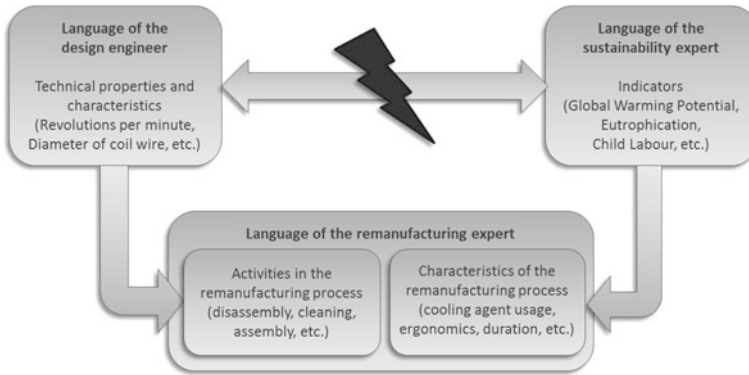 Language of the
design engineer
Technical properties and
characteristics
(Revolutions per minute,
Diameter of coil wire, etc.)
Language of the
sustainability expert
Indicators
(Global Warming Potential,
Eutrophication,
Child Labour, etc.)
Language of the remanufacturing expert
Activities in the
remanufacturing process
(disassembly, cleaning,
assembly, etc.)
Characteristics of the
remanufacturing process
(cooling agent usage,
ergonomics, duration, etc.)